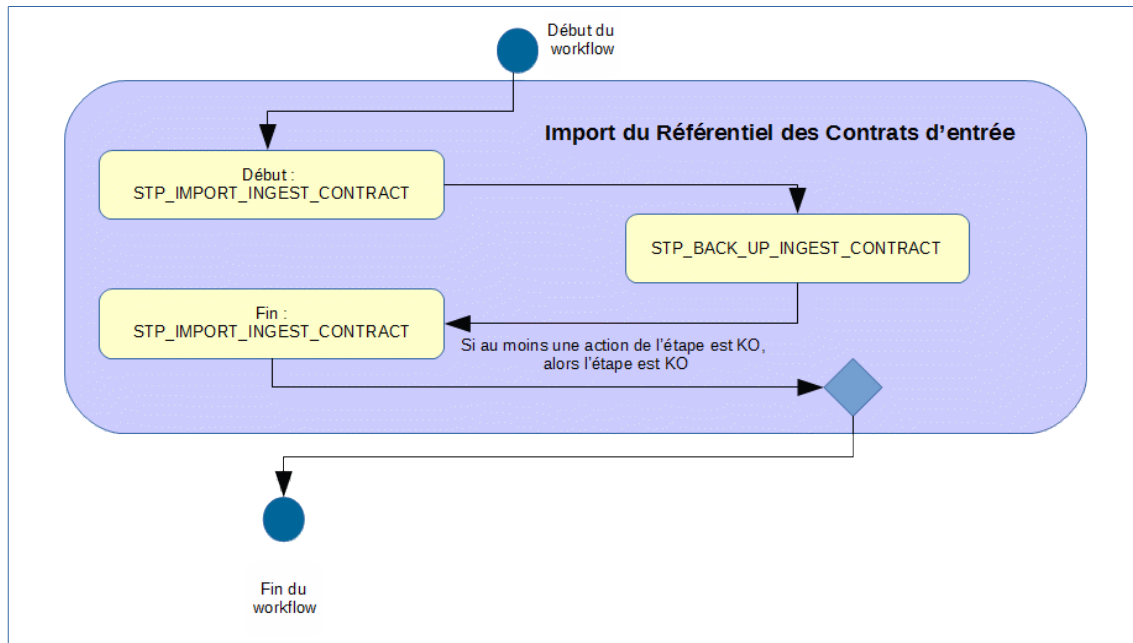 Début du
workflow
Import du Référentiel des Contrats d’entrée
Début :
STP_IMPORT_INGEST_CONTRACT
STP_BACK_UP_INGEST_CONTRACT
Fin :
STP_IMPORT_INGEST_CONTRACT
Si au moins une action de l’étape est KO,
alors l’étape est KO
Fin du
workflow